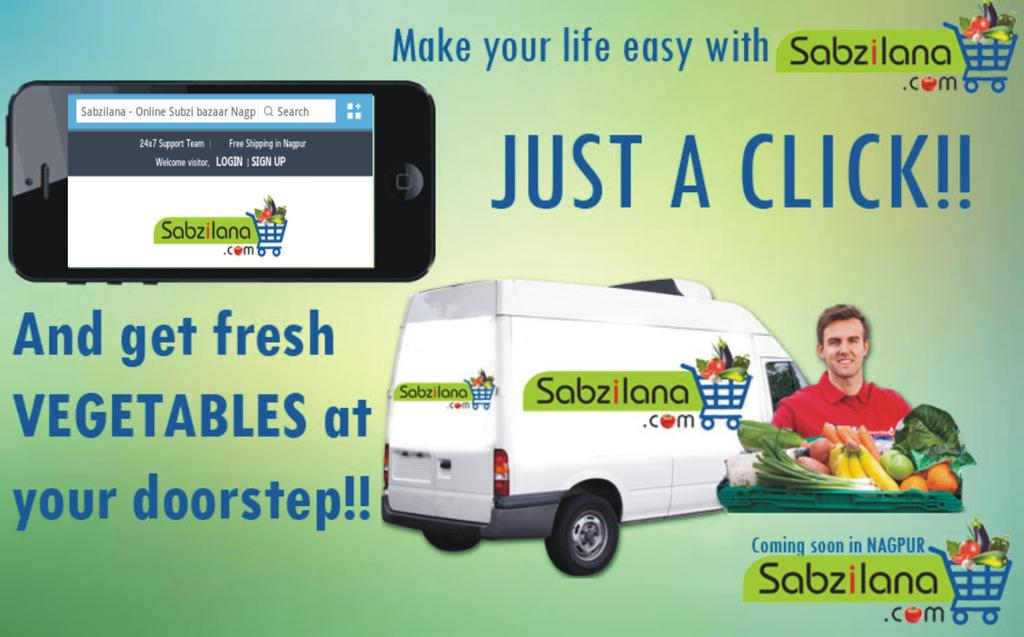 Make your life easy with Sabzilana
.com
Sabzilana - Online Subzi bazaar Nagp Search
24x7 Support Team | Free Shipping in Nagpur
Welcome visitor, LOGIN | SIGN UP
Sabzilana
.com
JUST A CLICK!!
And get fresh
VEGETABLES at
your doorstep!!
Sabzilana
.com
Sabzilana
.com
Coming soon in NAGPUR
Sabzilana
.com